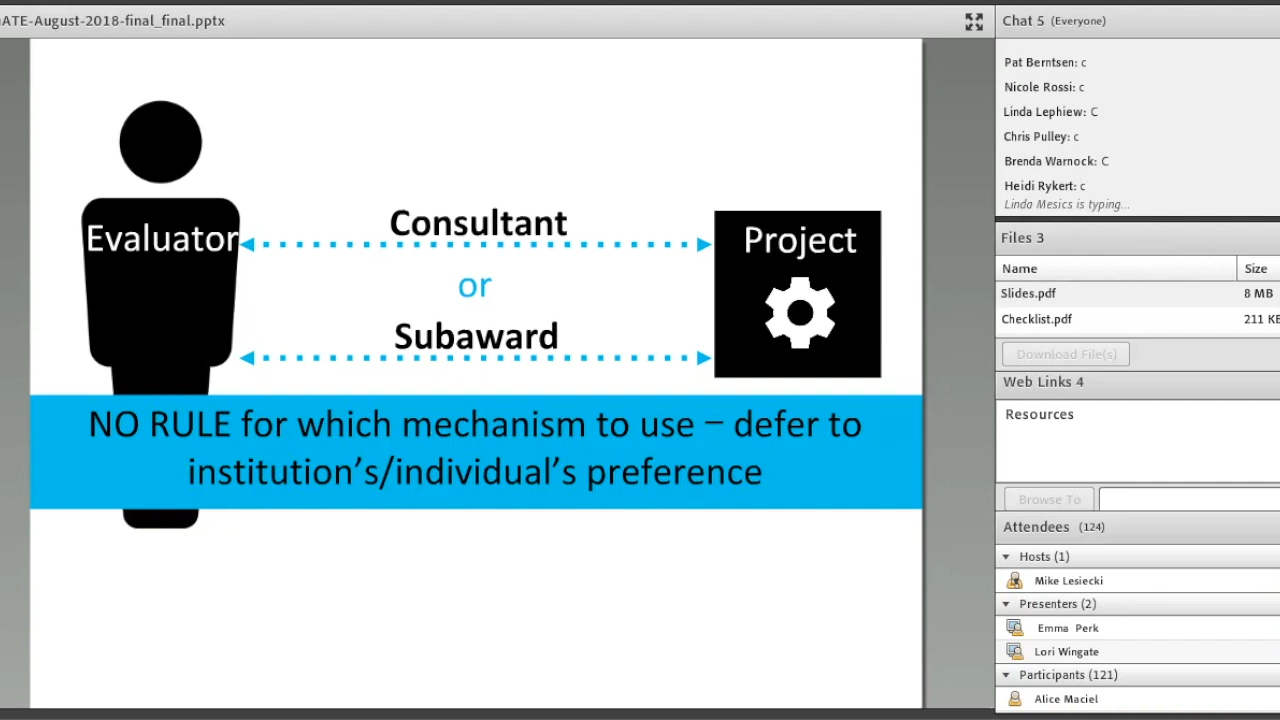 ATE-August-2018-final_final.pptx
Evaluator
Consultant
or
Subaward
Project
NO RULE for which mechanism to use – defer to
institution’s/individual’s preference
Chat 5 (Everyone)
Pat Berntsen: c
Nicole Rossi: c
Linda Lephiew: C
Chris Pulley: c
Brenda Warnock: C
Heidi Rykert: c
Linda Mesics is typing...
Files 3
Name Size
Slides.pdf 8 MB
Checklist.pdf 211 KB
Download File(s)
Web Links 4
Resources
Browse To
Attendees (124)
Hosts (1)
Mike Lesiecki
Presenters (2)
Emma Perk
Lori Wingate
Participants (121)
Alice Maciel